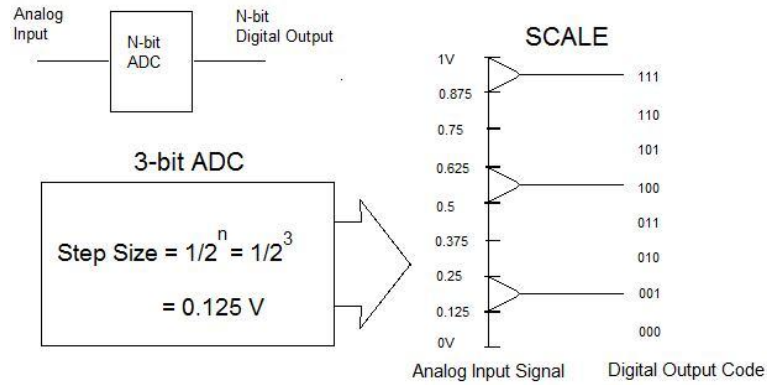 Analog
Input
N-bit
ADC
N-bit
Digital Output
3-bit ADC
Step Size = 1/2^n = 1/2^3
= 0.125 V
SCALE
1V
0.875
0.75
0.625
0.5
0.375
0.25
0.125
0V
111
110
101
100
011
010
001
000
Analog Input Signal
Digital Output Code